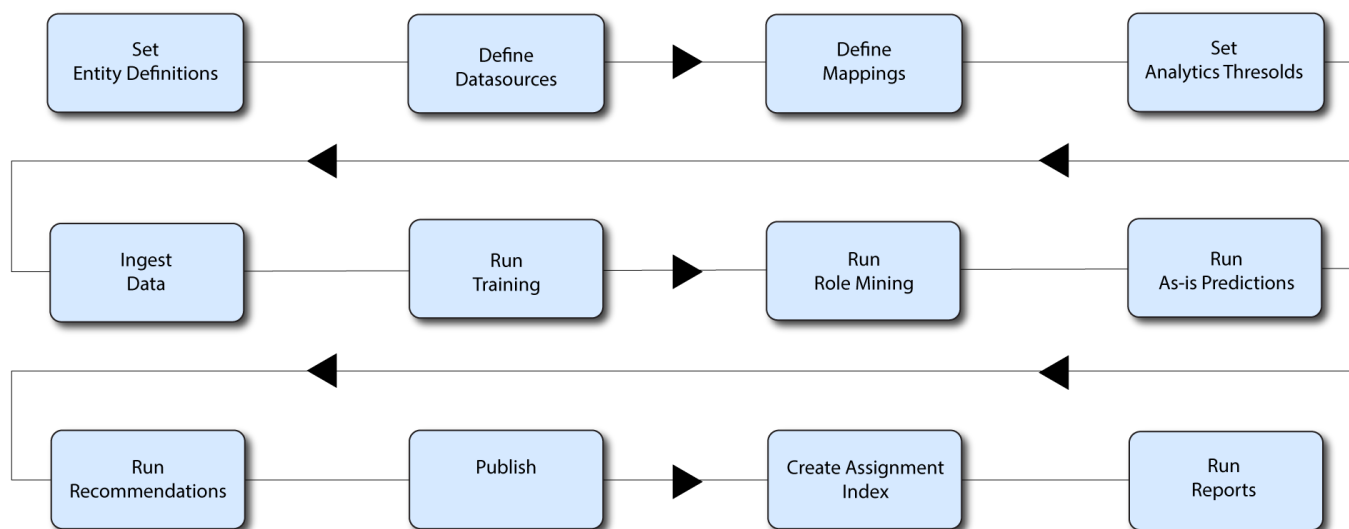 Set
Entity Definitions
Define
Datasources
Define
Mappings
Set
Analytics Thresolds
Ingest
Data
Run
Training
Run
Role Mining
Run
As-is Predictions
Run
Recommendations
Publish
Create Assignment
Index
Run
Reports